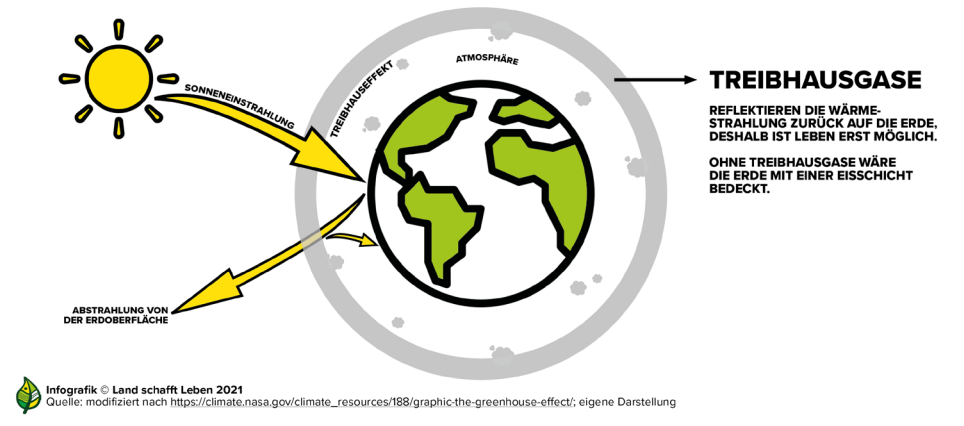 SONNENEINSTRAHLUNG
TREIBHAUSEFFEKT
ATMOSPHÄRE
TREIBHAUSGASE
REFLEKTIEREN DIE WÄRME-
STRAHLUNG ZURÜCK AUF DIE ERDE,
DESHALB IST LEBEN ERST MÖGLICH.
OHNE TREIBHAUSGASE WÄRE
DIE ERDE MIT EINER EISSCHICHT
BEDECKT.
ABSTRAHLUNG VON
DER ERDOBERFLÄCHE
Infografik © Land schafft Leben 2021
Quelle: modifiziert nach https://climate.nasa.gov/climate_resources/188/graphic-the-greenhouse-effect/; eigene Darstellung